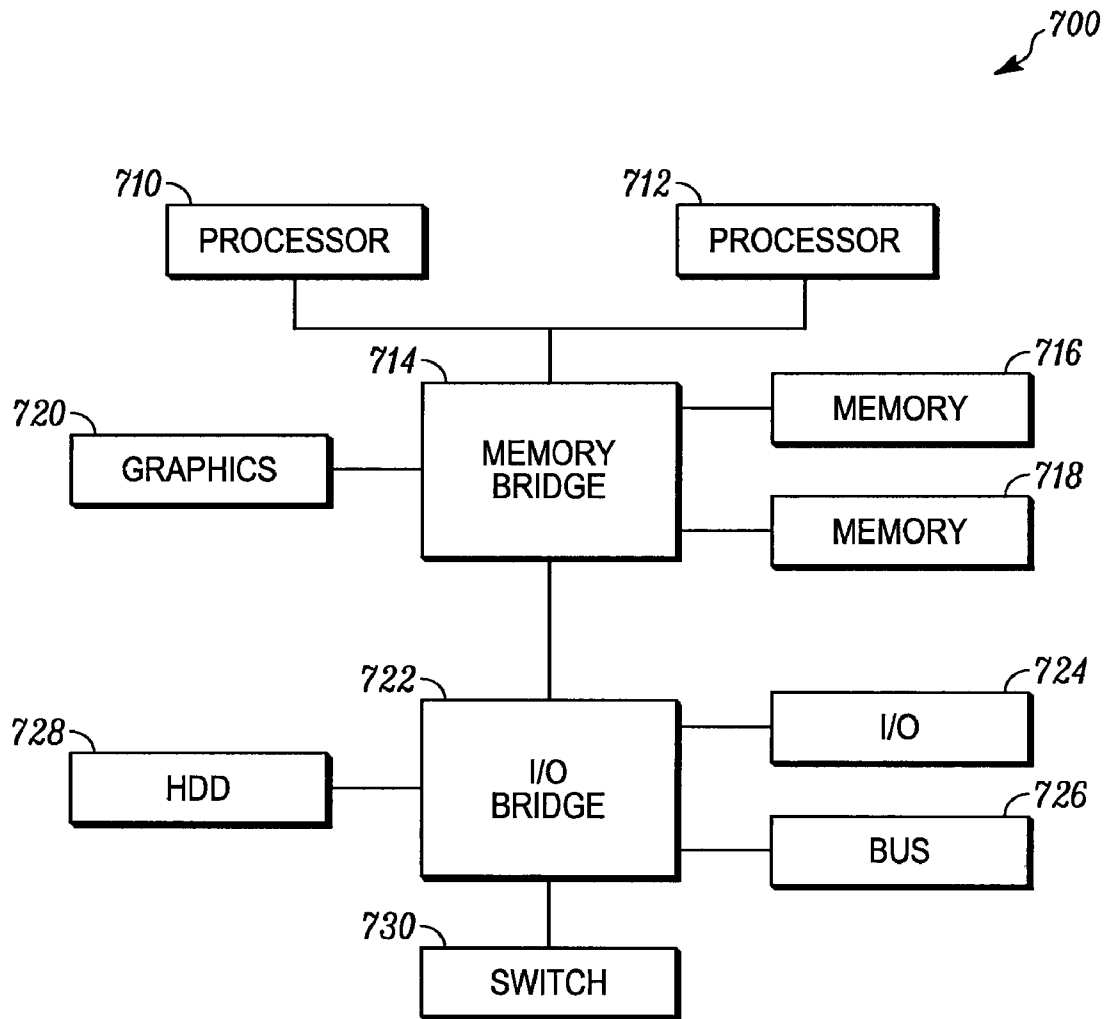 700
710
PROCESSOR
712
PROCESSOR
714
MEMORY
BRIDGE
716
MEMORY
720
GRAPHICS
718
MEMORY
722
I/O
BRIDGE
724
I/O
728
HDD
726
BUS
730
SWITCH